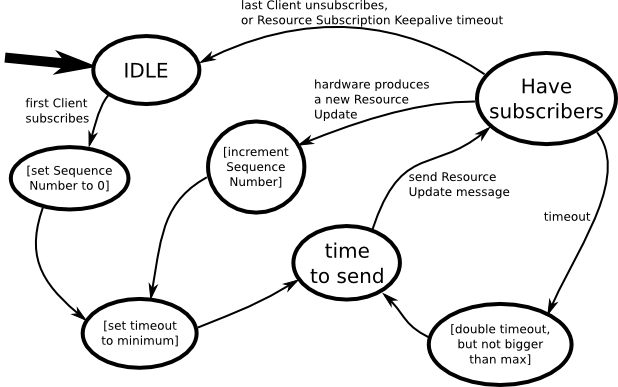 last Client unsubscribes,
or Resource Subscription Keepalive timeout
IDLE
Have
subscribers
hardware produces
a new Resource
Update
first Client
subscribes
[increment
Sequence
Number]
[set Sequence
Number to 0]
send Resource
Update message
timeout
time
to send
[set timeout
to minimum]
[double timeout,
but not bigger
than max]